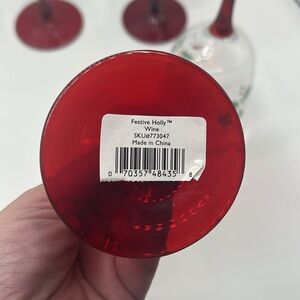 Festive Holly™
Wine
SKU#773047
Made in China
0 70357 48435 8